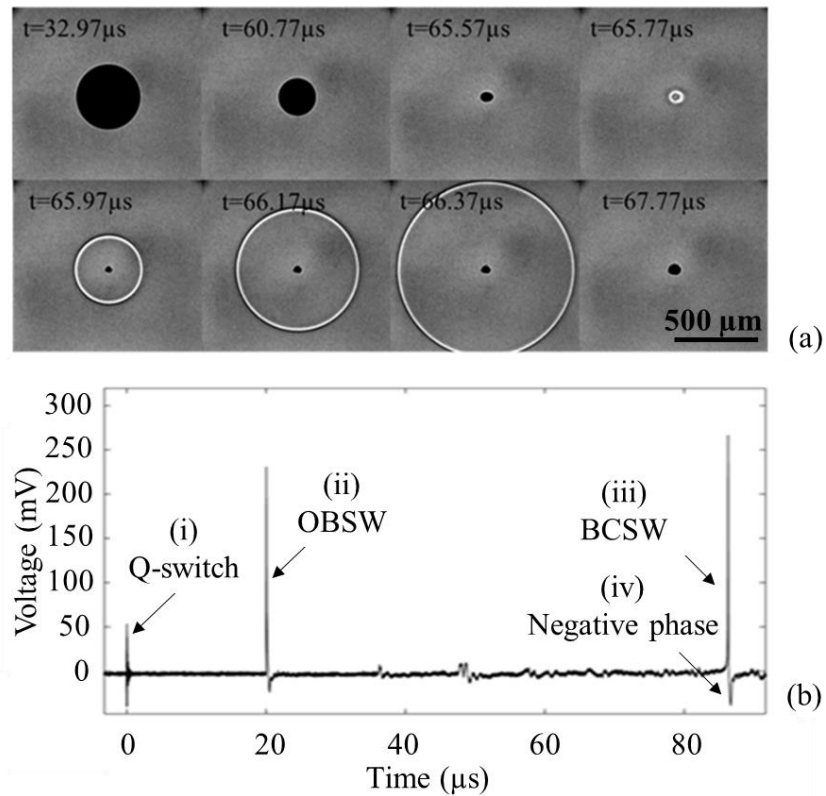 t=32.97µs t=60.77µs t=65.57µs t=65.77µs
t=65.97µs t=66.17µs t=66.37µs t=67.77µs
500 µm
(a)
300
250
200
150
100
50
0
Voltage (mV)
(i)
Q-switch
(ii)
OBSW
(iii)
BCSW
(iv)
Negative phase
(b)
0 20 40 60 80
Time (µs)